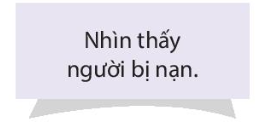 Nhìn thấy
người bị nạn.